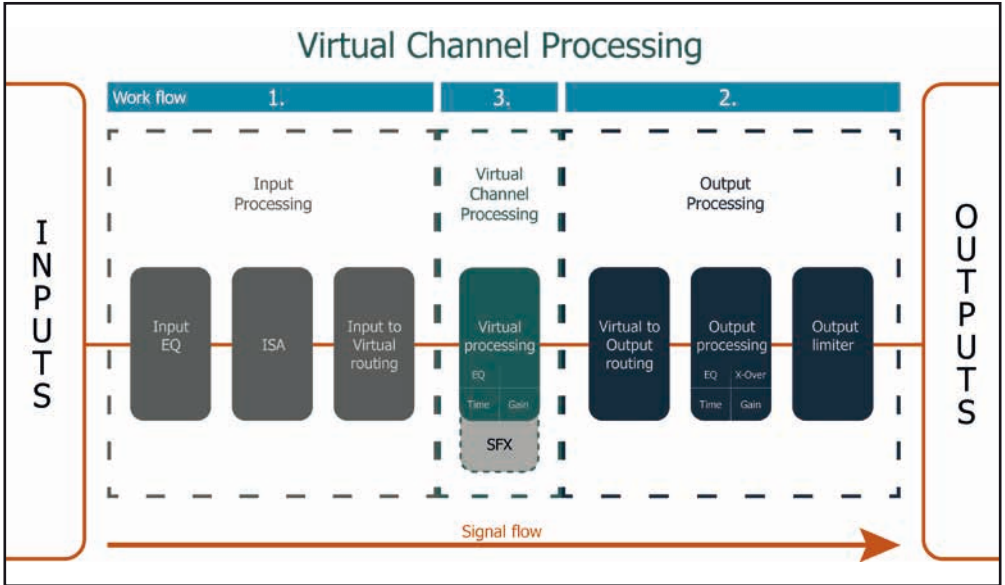 Virtual Channel Processing
Work flow 1. 3. 2.
INPUTS
Input
Processing
Virtual
Channel
Processing
Output
Processing
OUTPUTS
Input
EQ
ISA
Input to
Virtual
routing
Virtual
processing
EQ
Time Gain
SFX
Virtual to
Output
routing
Output
processing
EQ X-Over
Time Gain
Output
limiter
Signal flow